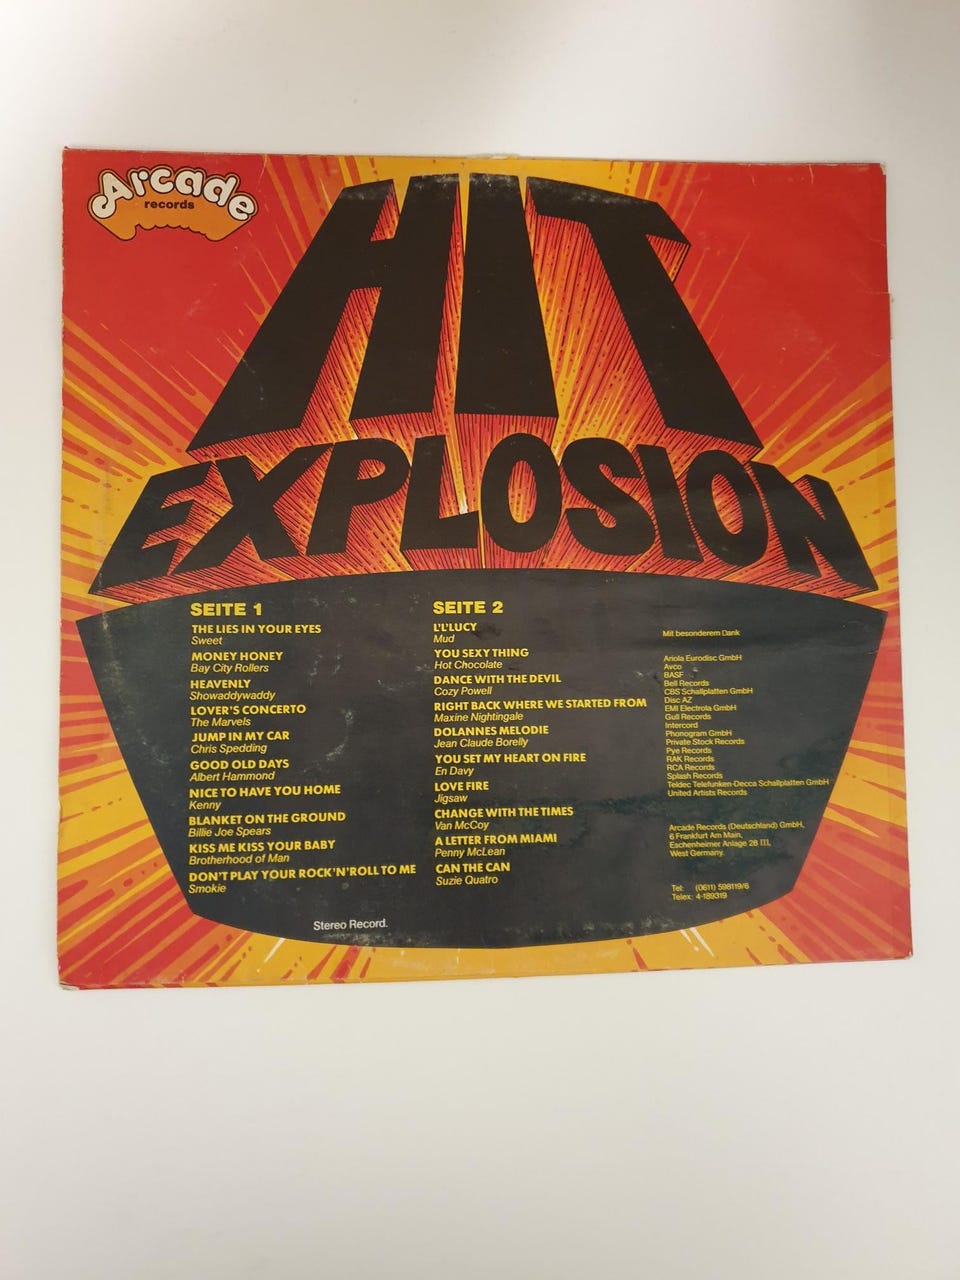 Arcade
records
HIT
EXPLOSION
SEITE 1
THE LIES IN YOUR EYES
Sweet
MONEY HONEY
Bay City Rollers
HEAVENLY
Showaddywaddy
LOVER'S CONCERTO
The Marvels
JUMP IN MY CAR
Chris Spedding
GOOD OLD DAYS
Albert Hammond
NICE TO HAVE YOU HOME
Kenny
BLANKET ON THE GROUND
Billie Joe Spears
KISS ME KISS YOUR BABY
Brotherhood of Man
DON'T PLAY YOUR ROCK'N'ROLL TO ME
Smokie
SEITE 2
L'L'LUCY
Mud
YOU SEXY THING
Hot Chocolate
DANCE WITH THE DEVIL
Cozy Powell
RIGHT BACK WHERE WE STARTED FROM
Maxine Nightingale
DOLANNES MELODIE
Jean Claude Borelly
YOU SET MY HEART ON FIRE
En Davy
LOVE FIRE
Jigsaw
CHANGE WITH THE TIMES
Van McCoy
A LETTER FROM MIAMI
Penny McLean
CAN THE CAN
Suzie Quatro
Mit besonderem Dank
Ariola Eurodisc GmbH
Avco
BASF
Bell Records
CBS Schallplatten GmbH
Disc AZ
EMI Electrola GmbH
Gull Records
Intercord
Phonogram GmbH
Private Stock Records
Pye Records
RAK Records
RCA Records
Splash Records
Teldec Telefunken-Decca Schallplatten GmbH
United Artists Records
Arcade Records (Deutschland) GmbH,
6 Frankfurt Am Main,
Eschenheimer Anlage 28 III,
West Germany.
Tel: (0611) 598119/6
Telex: 4-189319
Stereo Record.